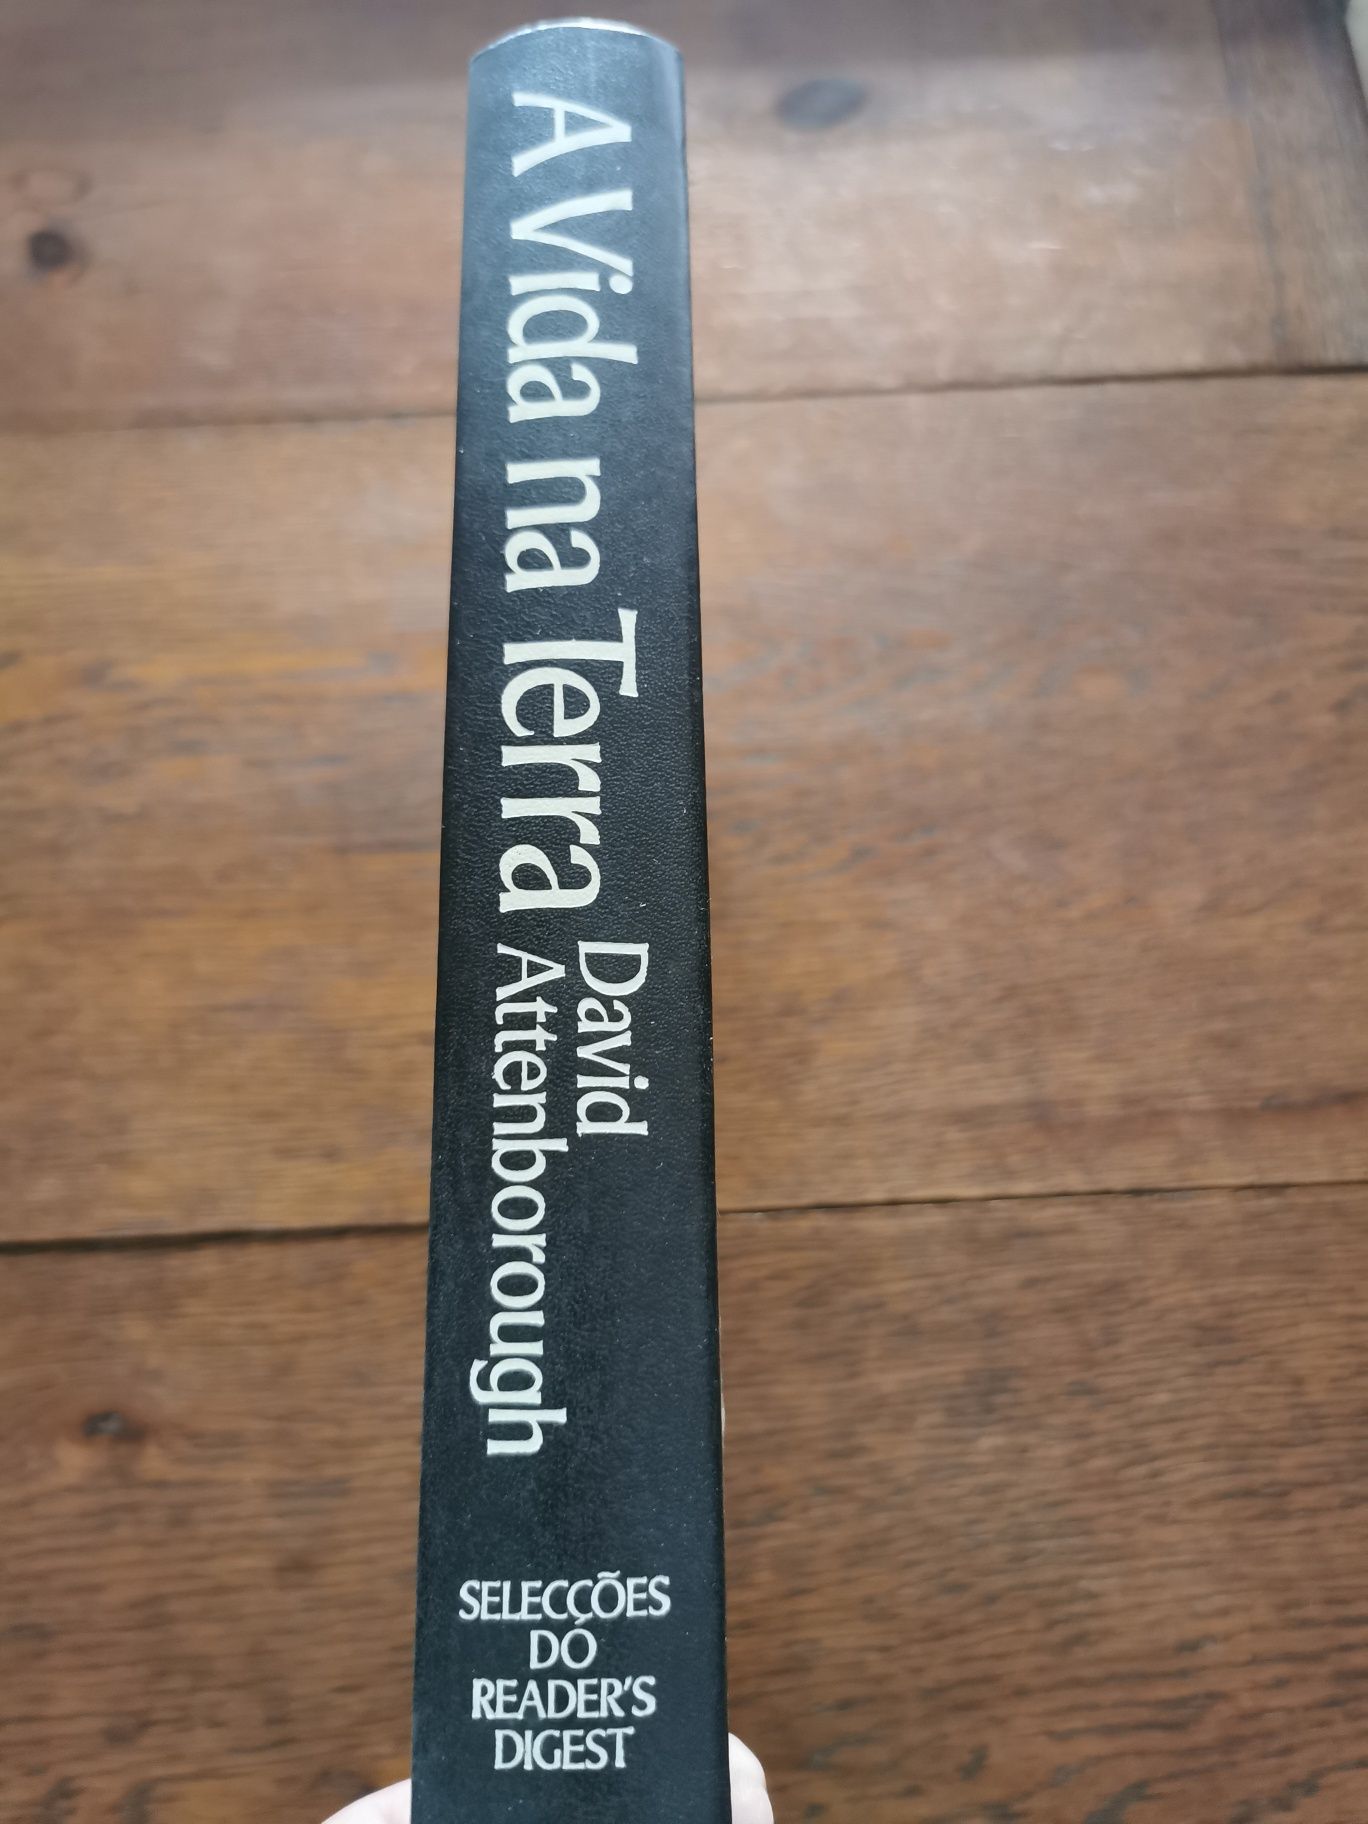 A Vida na Terra
David
Attenborough
SELECÇÕES
DO
READER'S
DIGEST